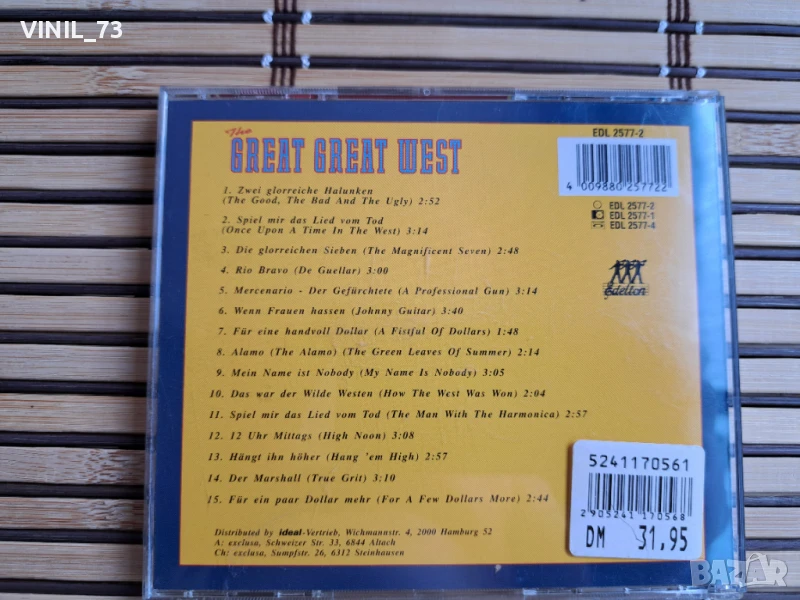 VINIL_73
The
GREAT GREAT WEST
1. Zwei glorreiche Halunken
(The Good, The Bad And The Ugly) 2:52
2. Spiel mir das Lied vom Tod
(Once Upon A Time In The West) 3:14
3. Die glorreichen Sieben (The Magnificent Seven) 2:48
4. Rio Bravo (De Guellar) 3:00
5. Mercenario - Der Gefürchtete (A Professional Gun) 3:14
6. Wenn Frauen hassen (Johnny Guitar) 3:40
7. Für eine handvoll Dollar (A Fistful Of Dollars) 1:48
8. Alamo (The Alamo) (The Green Leaves Of Summer) 2:14
9. Mein Name ist Nobody (My Name Is Nobody) 3:05
10. Das war der Wilde Westen (How The West Was Won) 2:04
11. Spiel mir das Lied vom Tod (The Man With The Harmonica) 2:57
12. 12 Uhr Mittags (High Noon) 3:08
13. Hängt ihn höher (Hang 'em High) 2:57
14. Der Marshall (True Grit) 3:10
15. Für ein paar Dollar mehr (For A Few Dollars More) 2:44
Distributed by ideal-Vertrieb, Wichmannstr. 4, 2000 Hamburg 52
A: exclusa, Schweizer Str. 33, 6844 Altach
Ch: exclusa, Sumpfstr. 26, 6312 Steinhausen
EDL 2577-2
4 009880 257722
EDL 2577-2
EDL 2577-1
EDL 2577-4
Edelton
5241170561
2 905241 170568
DM 31,95
BAZAR